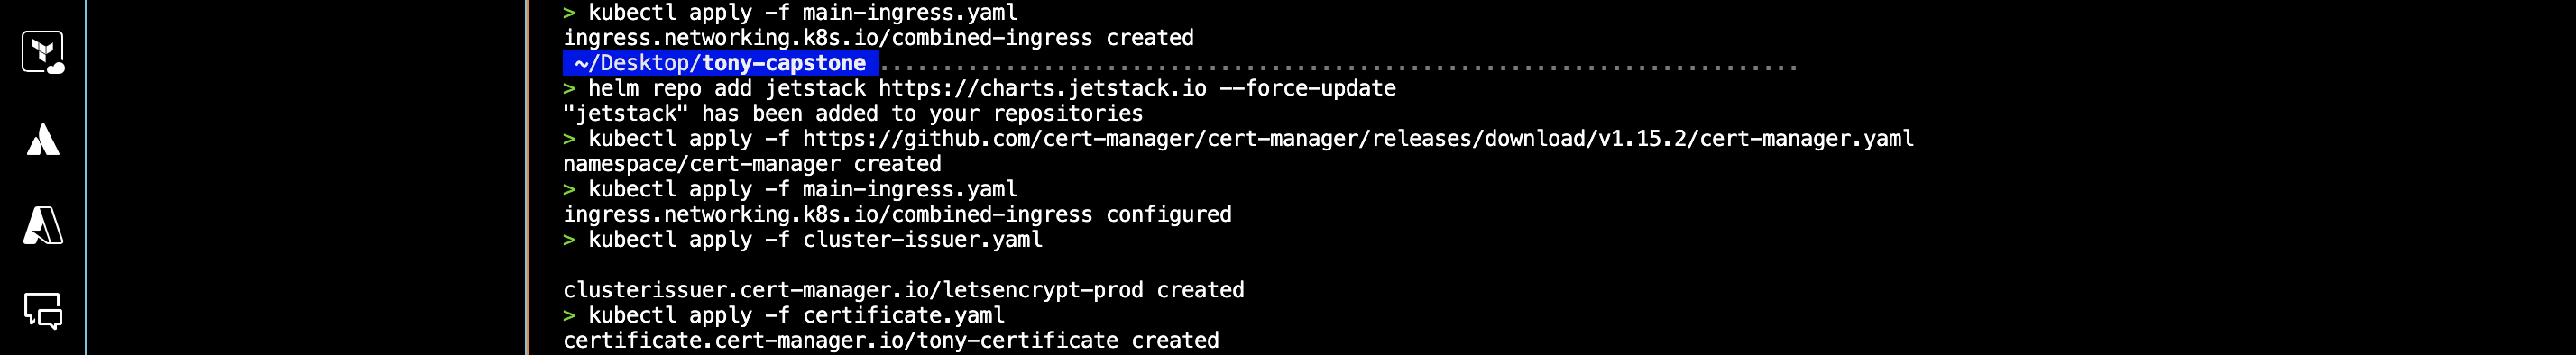 > kubectl apply -f main-ingress.yaml
ingress.networking.k8s.io/combined-ingress created
~/Desktop/tony-capstone .........................................................................
> helm repo add jetstack https://charts.jetstack.io --force-update
"jetstack" has been added to your repositories
> kubectl apply -f https://github.com/cert-manager/cert-manager/releases/download/v1.15.2/cert-manager.yaml
namespace/cert-manager created
> kubectl apply -f main-ingress.yaml
ingress.networking.k8s.io/combined-ingress configured
> kubectl apply -f cluster-issuer.yaml
clusterissuer.cert-manager.io/letsencrypt-prod created
> kubectl apply -f certificate.yaml
certificate.cert-manager.io/tony-certificate created